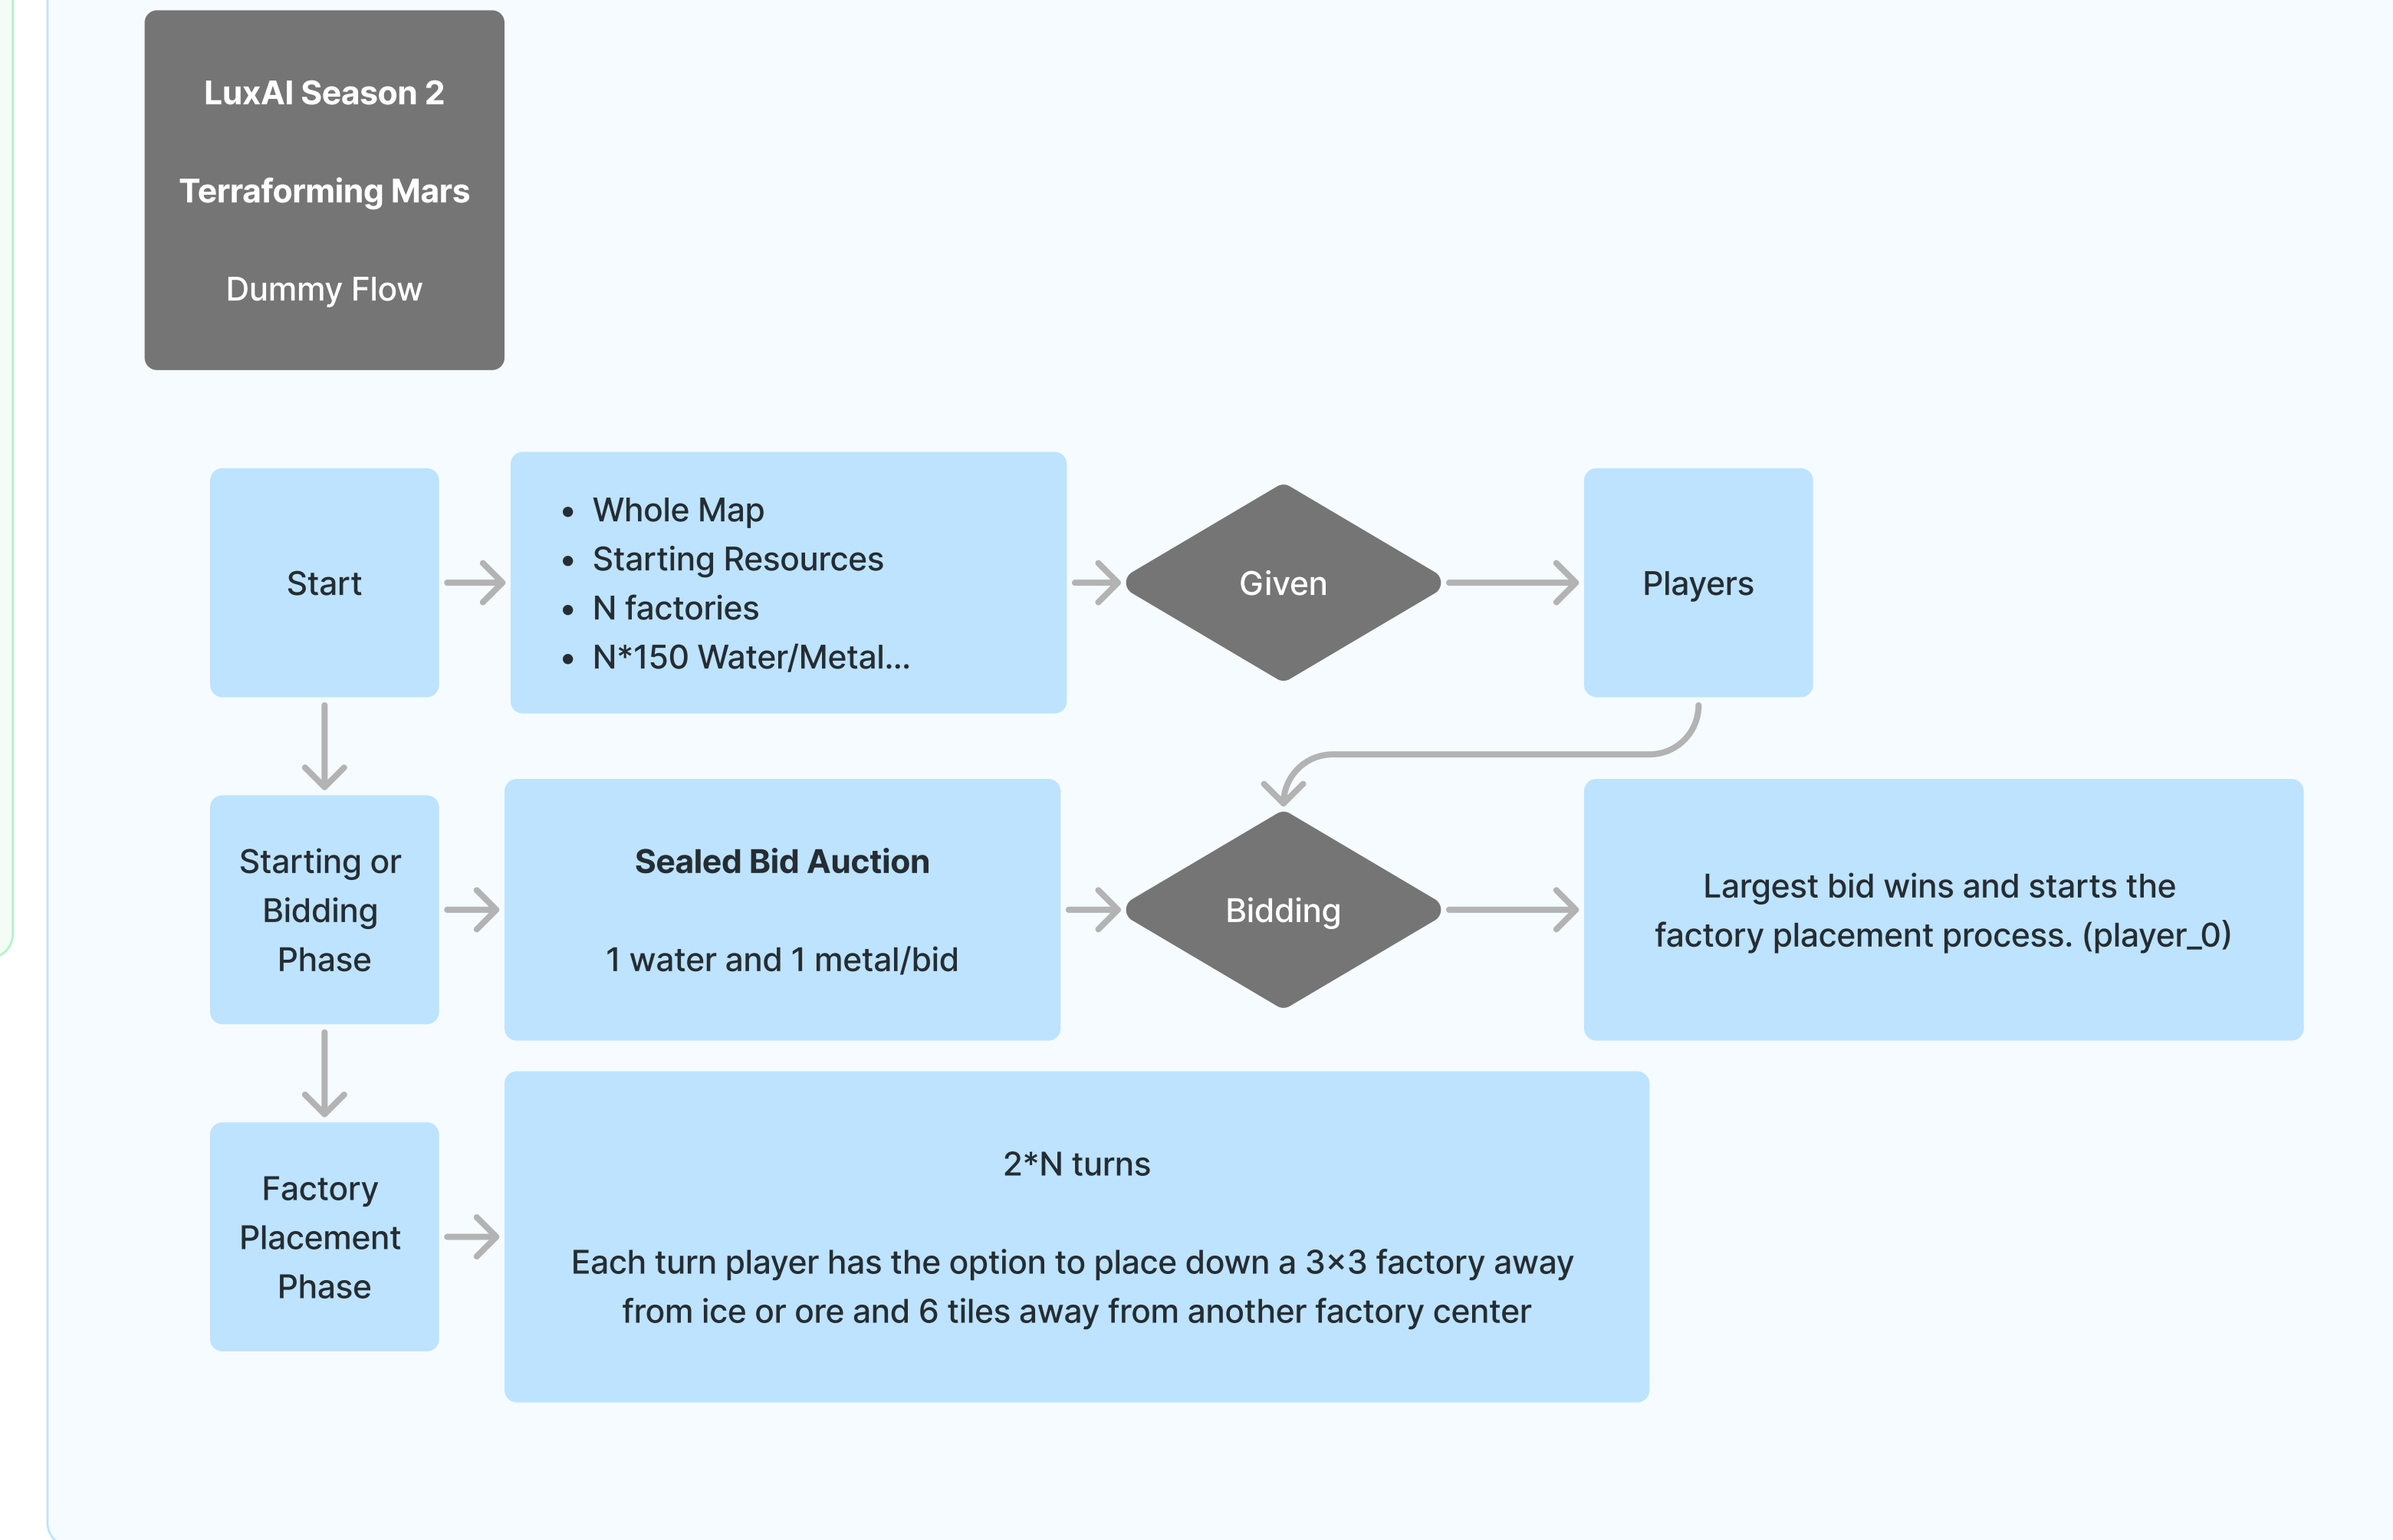 LuxAI Season 2
Terraforming Mars
Dummy Flow
Start
• Whole Map
• Starting Resources
• N factories
• N*150 Water/Metal...
Given
Players
Starting or
Bidding
Phase
Sealed Bid Auction
1 water and 1 metal/bid
Bidding
Largest bid wins and starts the
factory placement process. (player_0)
Factory
Placement
Phase
2*N turns
Each turn player has the option to place down a 3×3 factory away
from ice or ore and 6 tiles away from another factory center